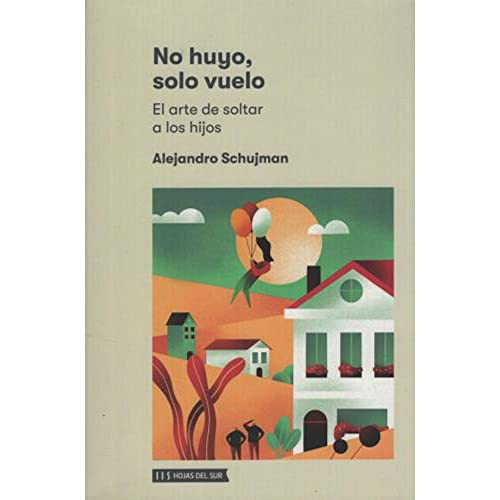 No huyo,
solo vuelo
El arte de soltar
a los hijos
Alejandro Schujman
HOJAS DEL SUR